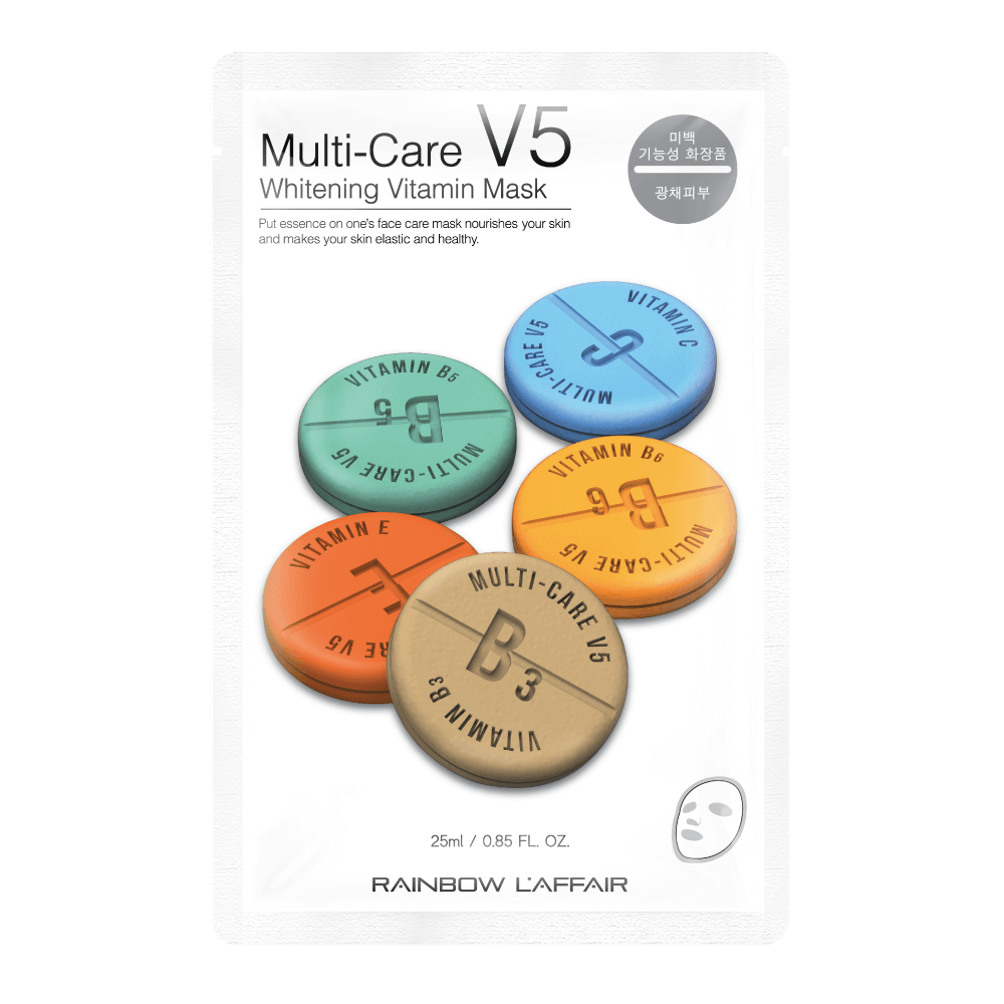 Multi-Care V5
Whitening Vitamin Mask
Put essence on one's face care mask nourishes your skin
and makes your skin elastic and healthy.
미백
기능성 화장품
광채피부
VITAMIN C
C
MULTI-CARE V5
VITAMIN B5
B5
MULTI-CARE V5
VITAMIN B6
B6
MULTI-CARE V5
VITAMIN E
E
RE V5
MULTI-CARE V5
B3
VITAMIN B3
25ml / 0.85 FL. OZ.
RAINBOW L'AFFAIR